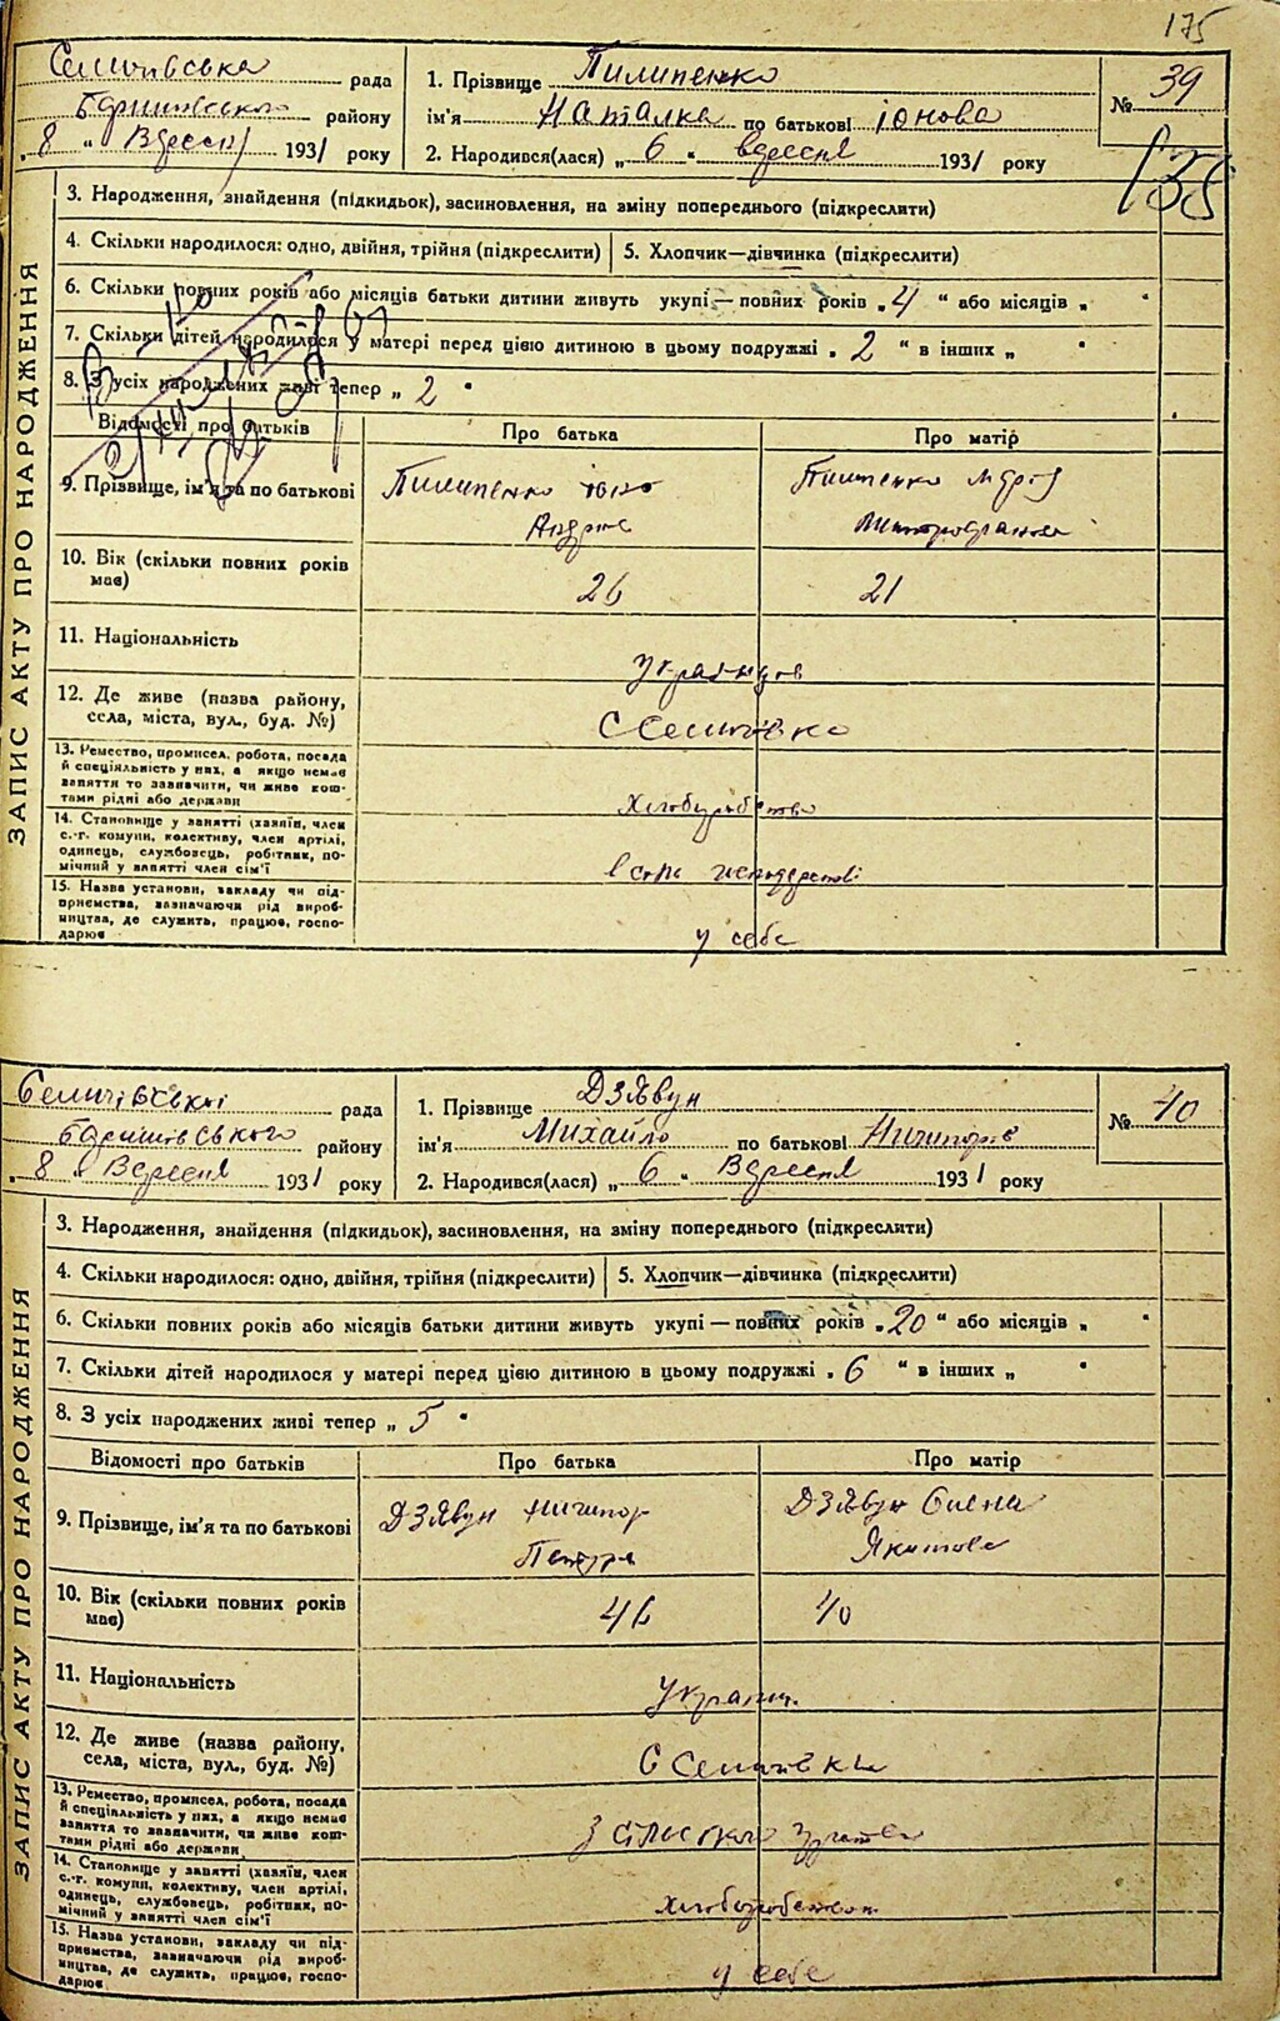 175
Селичівська рада
Баришівського району
„ 8 “ Вересня 1931 року
1. Прізвище Пилипенко
ім'я Наталка по батькові Іонова
2. Народився(лася) „ 6 “ вересня 1931 року
№ 39
138
ЗАПИС АКТУ ПРО НАРОДЖЕННЯ
3. Народження, знайдення (підкидьок), засиновлення, на зміну попереднього (підкреслити)
4. Скільки народилося: одно, двійня, трійня (підкреслити)
5. Хлопчик—дівчинка (підкреслити)
6. Скільки повних років або місяців батьки дитини живуть укупі — повних років „ 4 “ або місяців „ “
7. Скільки дітей народилося у матері перед цією дитиною в цьому подружжі „ 2 “ в інших „ “
8. З усіх народжених живі тепер „ 2 “
Відомості про батьків
Про батька
Про матір
9. Прізвище, ім'я та по батькові
Пилипенко
Андрів
Пилипенко
Митрофанова
10. Вік (скільки повних років має)
26
21
11. Національність
12. Де живе (назва району, села, міста, вул., буд. №)
С Селичівка
13. Ремество, промисел, робота, посада й спеціяльність у них, а якщо немає заняття то зазначити, чи живе коштами рідні або держави
хліборобство
14. Становище у занятті (хазяїн, член с.-г. комуни, колективу, член артілі, одинець, службовець, робітник, помічний у занятті член сім'ї
15. Назва установи, закладу чи підприємства, зазначаючи рід виробництва, де служить, працює, господарює
у себе
Селичівської рада
Баришівського району
„ 8 “ Вересня 1931 року
1. Прізвище Дзявун
ім'я Михайло по батькові Ничипорів
2. Народився(лася) „ 6 “ Вересня 1931 року
№ 40
ЗАПИС АКТУ ПРО НАРОДЖЕННЯ
3. Народження, знайдення (підкидьок), засиновлення, на зміну попереднього (підкреслити)
4. Скільки народилося: одно, двійня, трійня (підкреслити)
5. Хлопчик—дівчинка (підкреслити)
6. Скільки повних років або місяців батьки дитини живуть укупі — повних років „ 20 “ або місяців „ “
7. Скільки дітей народилося у матері перед цією дитиною в цьому подружжі „ 6 “ в інших „ “
8. З усіх народжених живі тепер „ 5 “
Відомості про батьків
Про батька
Про матір
9. Прізвище, ім'я та по батькові
Дзявун Ничипор
Дзявун Олена
Якимова
10. Вік (скільки повних років має)
46
40
11. Національність
Україн.
12. Де живе (назва району, села, міста, вул., буд. №)
С Селичівка
13. Ремество, промисел, робота, посада й спеціяльність у них, а якщо немає заняття то зазначити, чи живе коштами рідні або держави
з сільського
14. Становище у занятті (хазяїн, член с.-г. комуни, колективу, член артілі, одинець, службовець, робітник, помічний у занятті член сім'ї
15. Назва установи, закладу чи підприємства, зазначаючи рід виробництва, де служить, працює, господарює
у себе